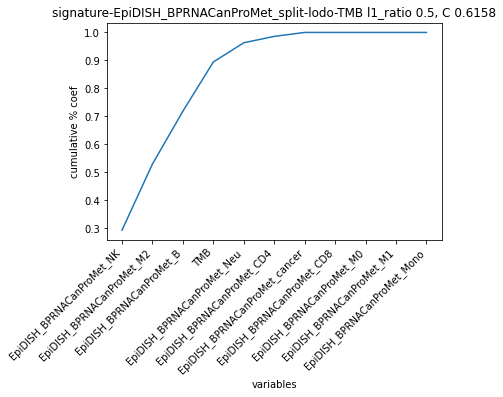 signature-EpiDISH_BPRNACanProMet_split-lodo-TMB l1_ratio 0.5, C 0.6158
1.0
0.9
0.8
0.7
0.6
0.5
0.4
0.3
cumulative % coef
EpiDISH_BPRNACanProMet_NK
EpiDISH_BPRNACanProMet_M2
EpiDISH_BPRNACanProMet_B
TMB
EpiDISH_BPRNACanProMet_Neu
EpiDISH_BPRNACanProMet_CD4
EpiDISH_BPRNACanProMet_cancer
EpiDISH_BPRNACanProMet_CD8
EpiDISH_BPRNACanProMet_M0
EpiDISH_BPRNACanProMet_M1
EpiDISH_BPRNACanProMet_Mono
variables